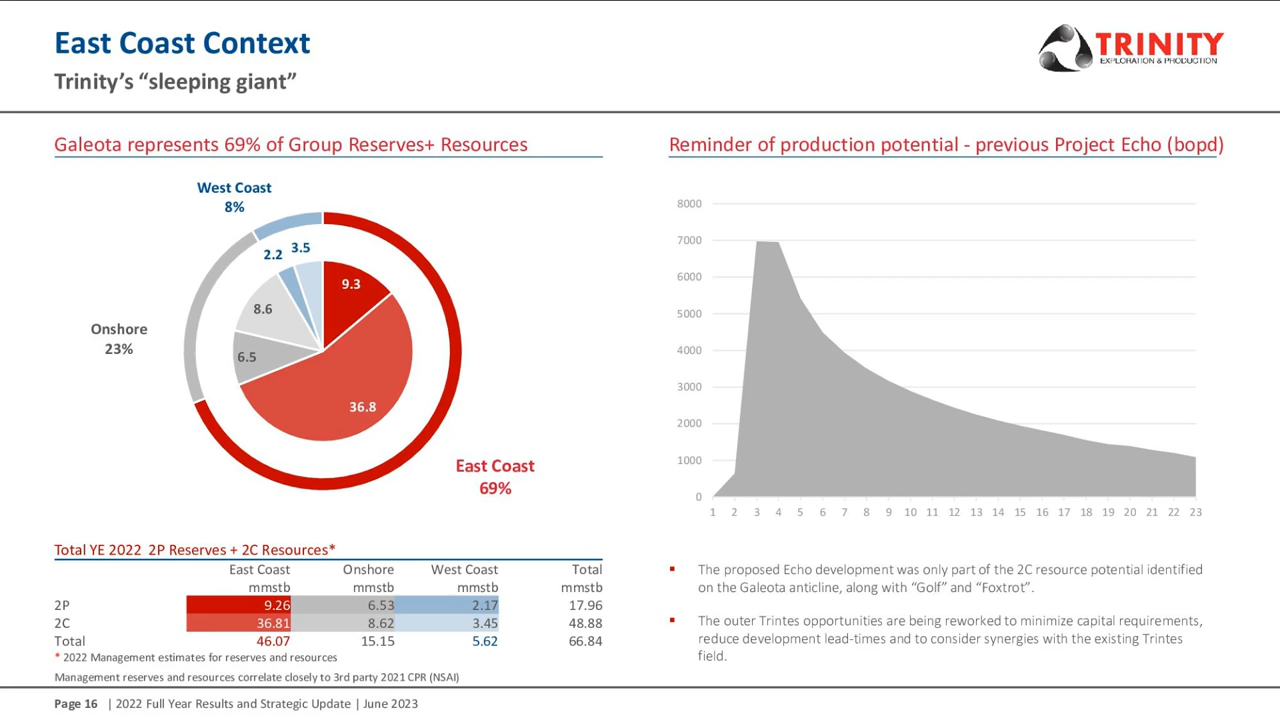 East Coast Context
Trinity's “sleeping giant”
TRINITY
EXPLORATION & PRODUCTION
Galeota represents 69% of Group Reserves+ Resources
West Coast
8%
2.2 3.5
9.3
8.6
Onshore
23%
6.5
36.8
East Coast
69%
Total YE 2022 2P Reserves + 2C Resources*
East Coast Onshore West Coast Total
mmstb mmstb mmstb mmstb
2P 9.26 6.53 2.17 17.96
2C 36.81 8.62 3.45 48.88
Total 46.07 15.15 5.62 66.84
* 2022 Management estimates for reserves and resources
Management reserves and resources correlate closely to 3rd party 2021 CPR (NSAI)
Reminder of production potential - previous Project Echo (bopd)
8000
7000
6000
5000
4000
3000
2000
1000
0
1 2 3 4 5 6 7 8 9 10 11 12 13 14 15 16 17 18 19 20 21 22 23
▪ The proposed Echo development was only part of the 2C resource potential identified
on the Galeota anticline, along with “Golf” and “Foxtrot”.
▪ The outer Trintes opportunities are being reworked to minimize capital requirements,
reduce development lead-times and to consider synergies with the existing Trintes
field.
Page 16 | 2022 Full Year Results and Strategic Update | June 2023